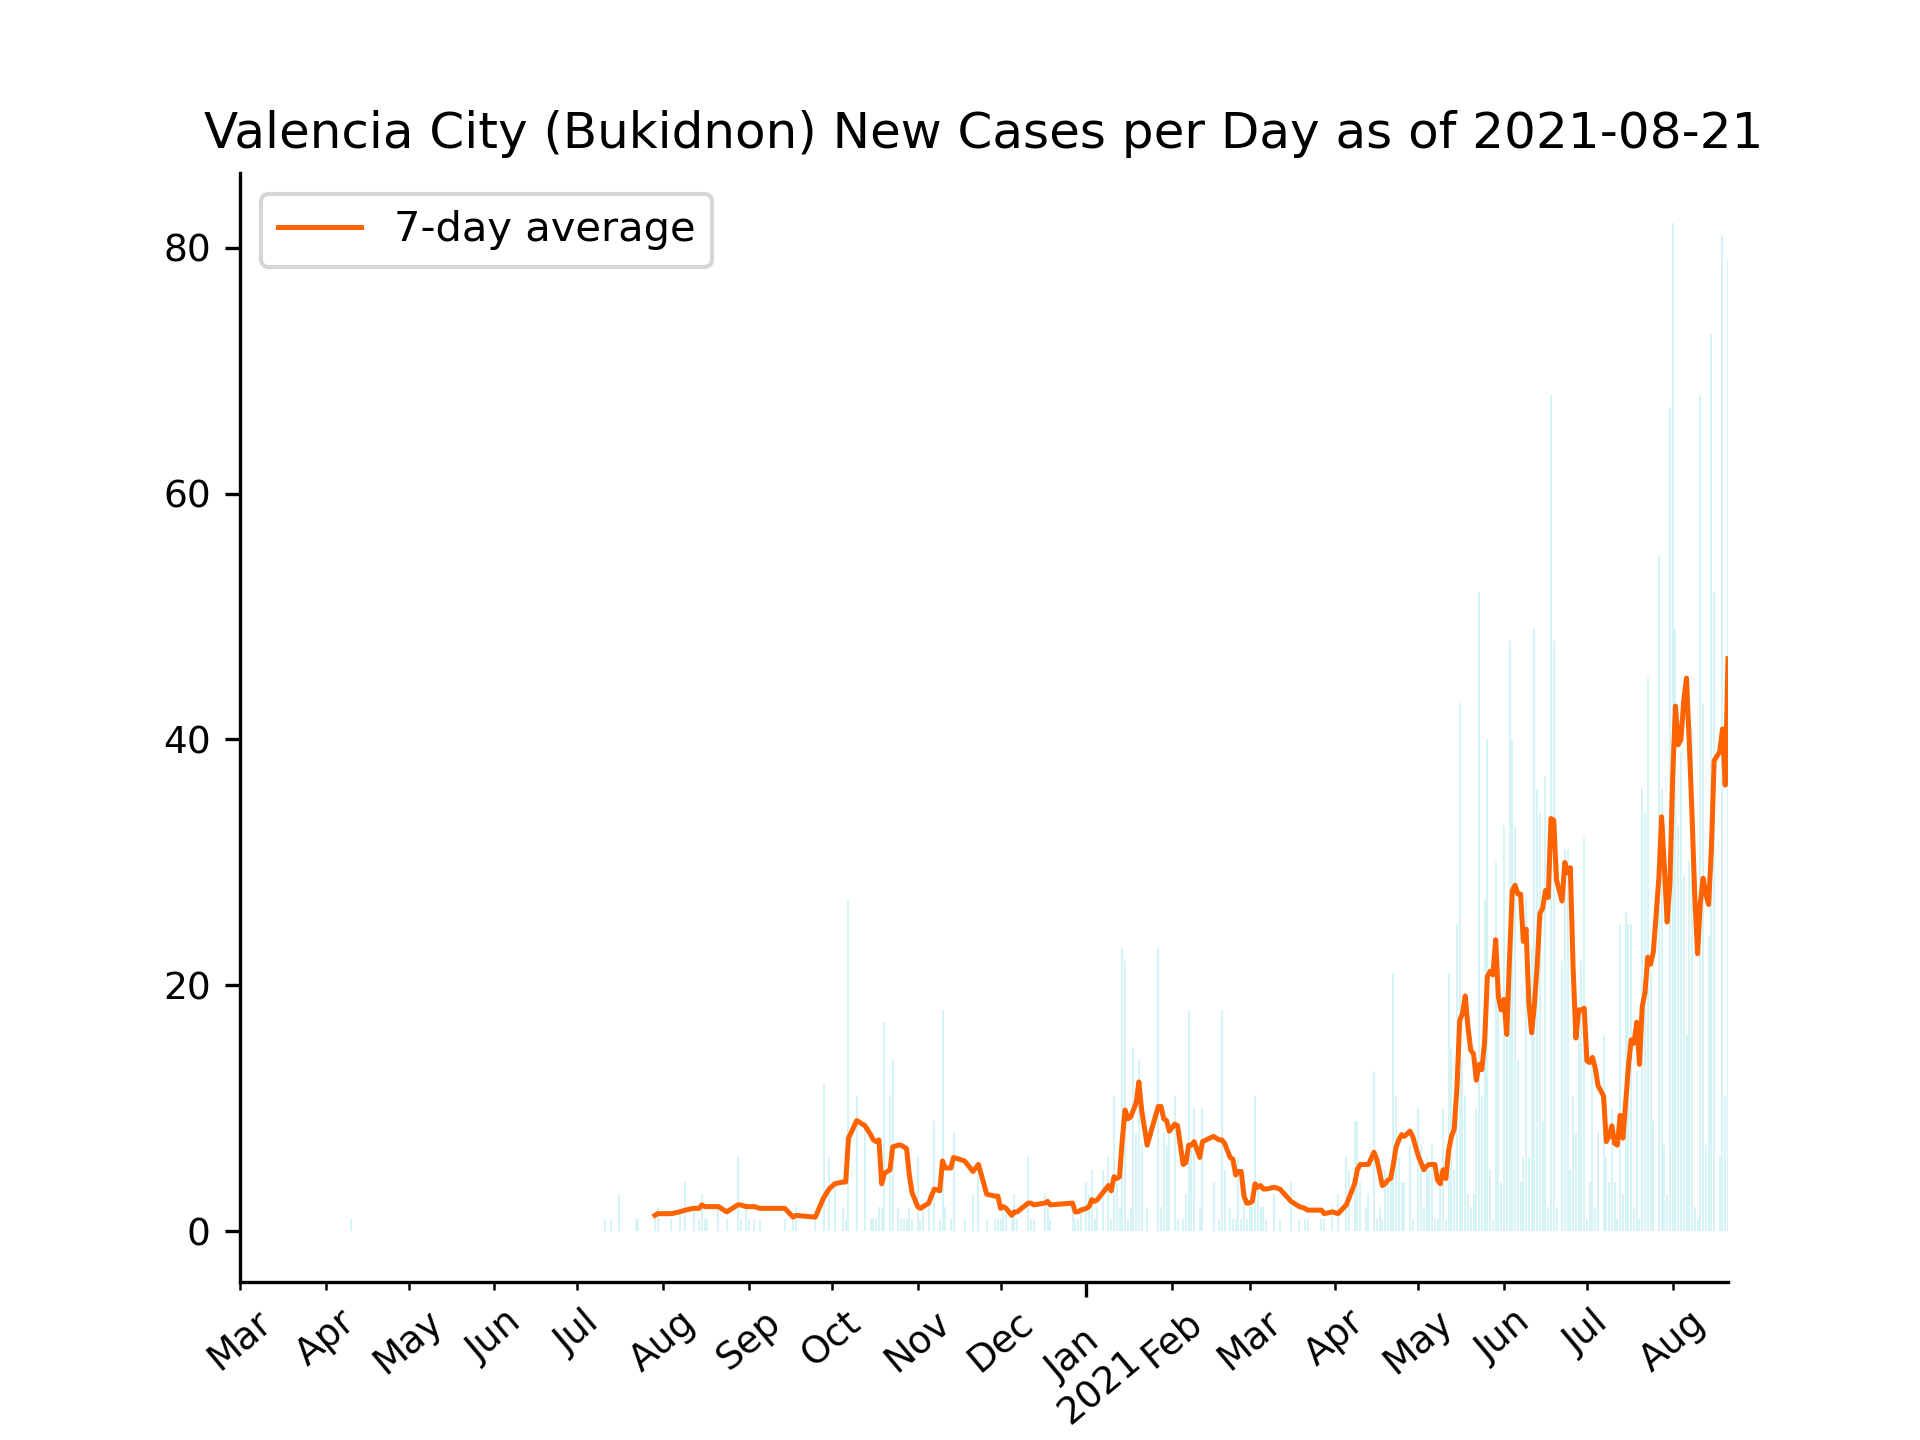 Valencia City (Bukidnon) New Cases per Day as of 2021-08-21
7-day average
80
60
40
20
0
Mar Apr May Jun Jul Aug Sep Oct Nov Dec Jan Feb Mar Apr May Jun Jul Aug
2021